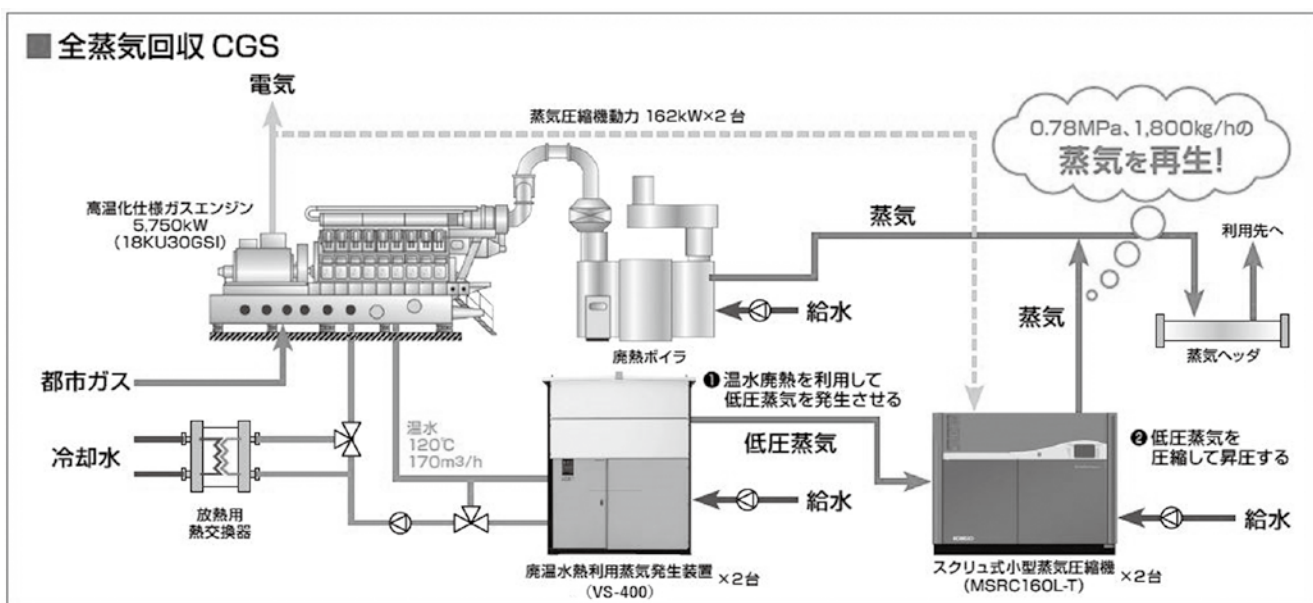 ■ 全蒸気回収 CGS
電気
蒸気圧縮機動力 162kW×2 台
0.78MPa、1,800kg/hの
蒸気を再生!
高温化仕様ガスエンジン
5,750kW
(18KU30GSI)
蒸気
利用先へ
給水
蒸気
廃熱ボイラ
蒸気ヘッダ
都市ガス
❶ 温水廃熱を利用して
低圧蒸気を発生させる
温水
120℃
170m³/h
低圧蒸気
❷ 低圧蒸気を
圧縮して昇圧する
冷却水
給水
給水
放熱用
熱交換器
廃温水熱利用蒸気発生装置 ×2台
(VS-400)
スクリュ式小型蒸気圧縮機 ×2台
(MSRC160L-T)